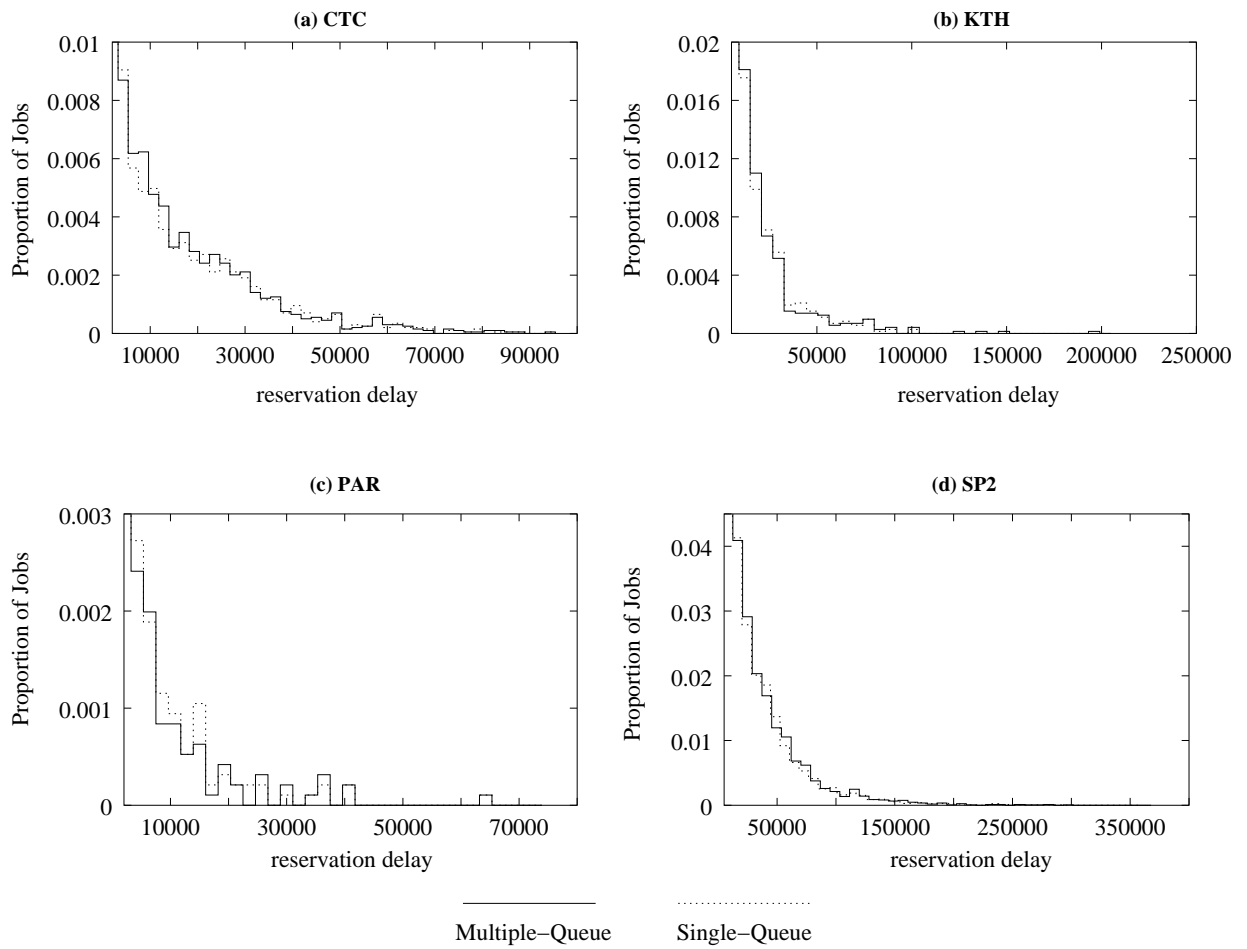 (a) CTC
0.01
0.008
0.006
0.004
0.002
0
Proportion of Jobs
10000 30000 50000 70000 90000
reservation delay
(b) KTH
0.02
0.016
0.012
0.008
0.004
0
Proportion of Jobs
50000 100000 150000 200000 250000
reservation delay
(c) PAR
0.003
0.002
0.001
0
Proportion of Jobs
10000 30000 50000 70000
reservation delay
(d) SP2
0.04
0.03
0.02
0.01
0
Proportion of Jobs
50000 150000 250000 350000
reservation delay
Multiple−Queue Single−Queue